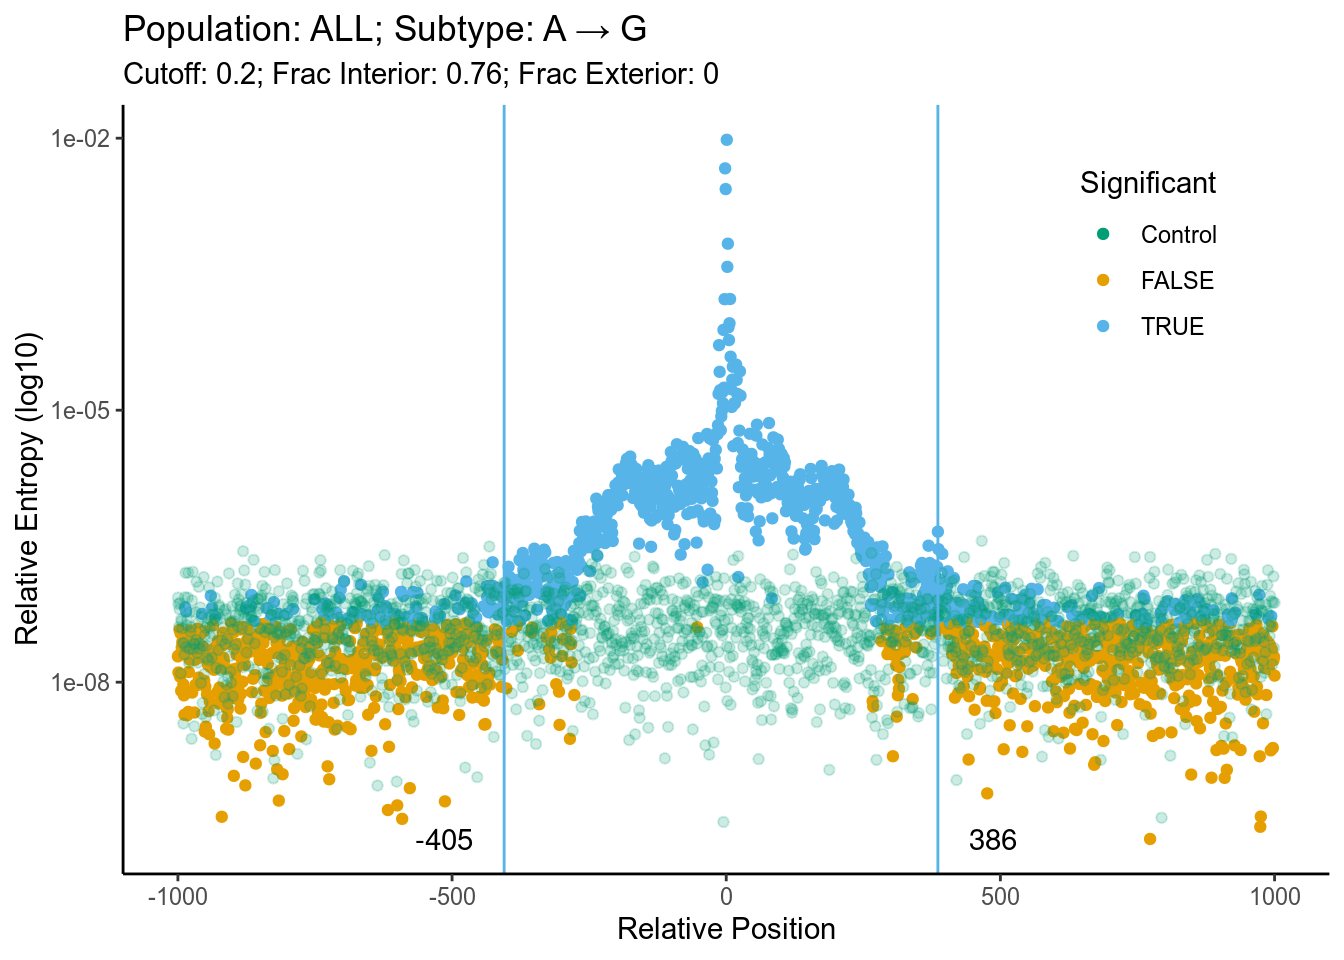 Population: ALL; Subtype: A → G
Cutoff: 0.2; Frac Interior: 0.76; Frac Exterior: 0
1e-02
1e-05
1e-08
Relative Entropy (log10)
Significant
Control
FALSE
TRUE
-405
386
-1000
-500
0
500
1000
Relative Position